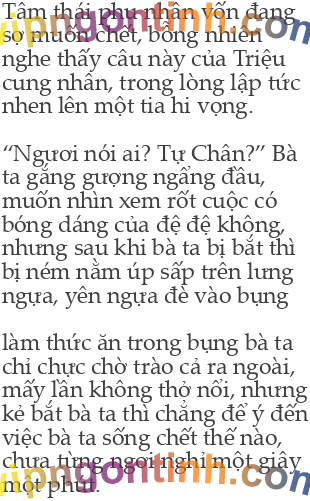 Tâm thái phu nhân vốn đang
sợ muốn chết, bỗng nhiên
nghe thấy câu này của Triệu
cung nhân, trong lòng lập tức
nhen lên một tia hi vọng.
“Ngươi nói ai? Tự Chân?” Bà
ta gắng gượng ngẩng đầu,
muốn nhìn xem rốt cuộc có
bóng dáng của đệ đệ không,
nhưng sau khi bà ta bị bắt thì
bị ném nằm úp sấp trên lưng
ngựa, yên ngựa đè vào bụng
làm thức ăn trong bụng bà ta
chỉ chực chờ trào cả ra ngoài,
mấy lần không thở nổi, nhưng
kẻ bắt bà ta thì chẳng để ý đến
việc bà ta sống chết thế nào,
chưa từng ngơi nghỉ một giây
một phút.
vipngontinh.com
vipngontinh.com